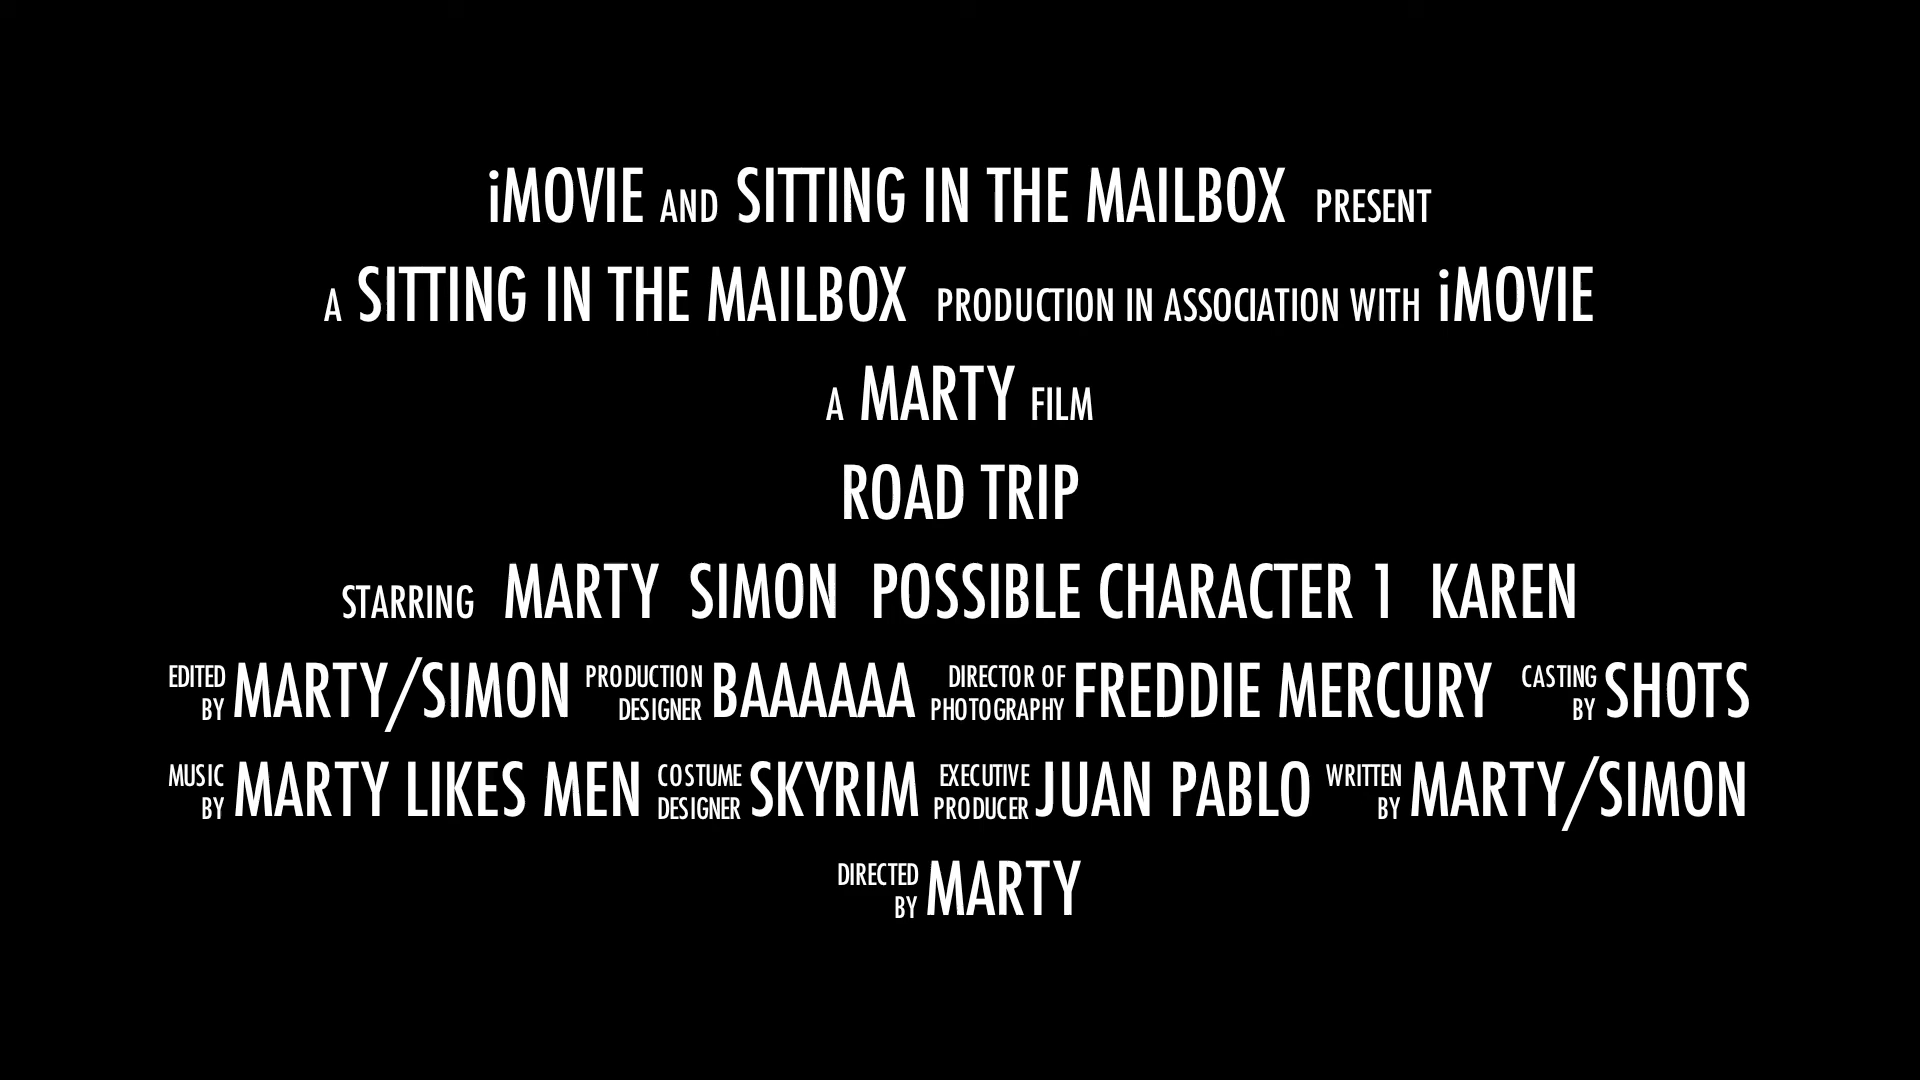 iMOVIE AND SITTING IN THE MAILBOX PRESENT
A SITTING IN THE MAILBOX PRODUCTION IN ASSOCIATION WITH iMOVIE
A MARTY FILM
ROAD TRIP
STARRING MARTY SIMON POSSIBLE CHARACTER 1 KAREN
EDITED BY MARTY/SIMON PRODUCTION DESIGNER BAAAAAA DIRECTOR OF PHOTOGRAPHY FREDDIE MERCURY CASTING BY SHOTS
MUSIC BY MARTY LIKES MEN COSTUME DESIGNER SKYRIM EXECUTIVE PRODUCER JUAN PABLO WRITTEN BY MARTY/SIMON
DIRECTED BY MARTY